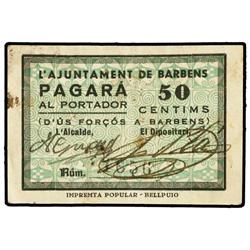 L'AJUNTAMENT DE BARBENS
PAGARÀ 50
AL PORTADOR CENTIMS
(D'ÚS FORÇÓS A BARBENS)
L'Alcalde, El Dipositari,
Núm.
IMPREMTA POPULAR - BELLPUIG